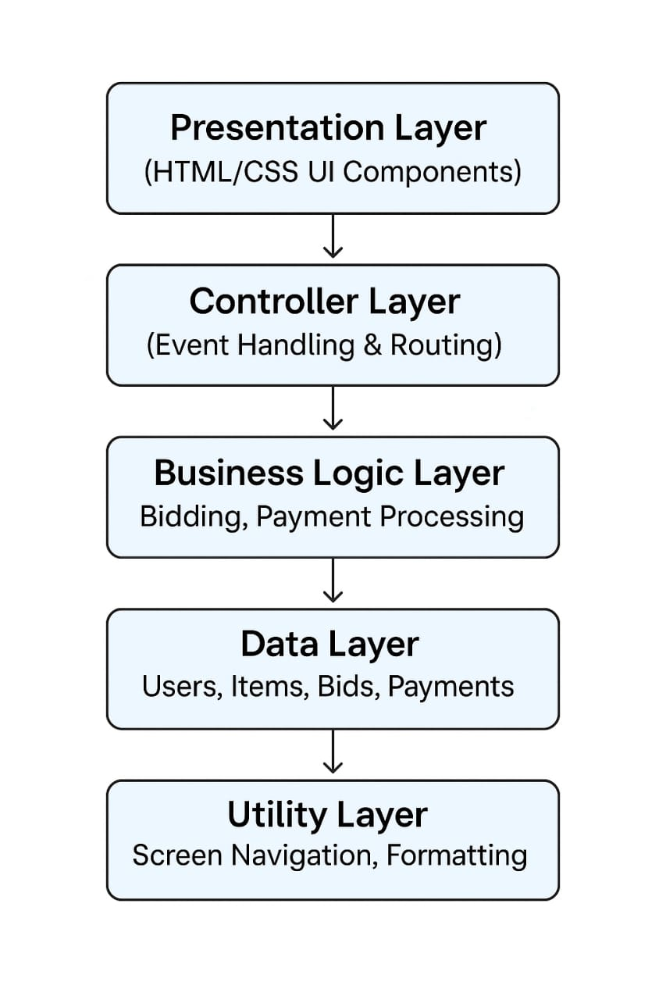 Presentation Layer
(HTML/CSS UI Components)
Controller Layer
(Event Handling & Routing)
Business Logic Layer
Bidding, Payment Processing
Data Layer
Users, Items, Bids, Payments
Utility Layer
Screen Navigation, Formatting